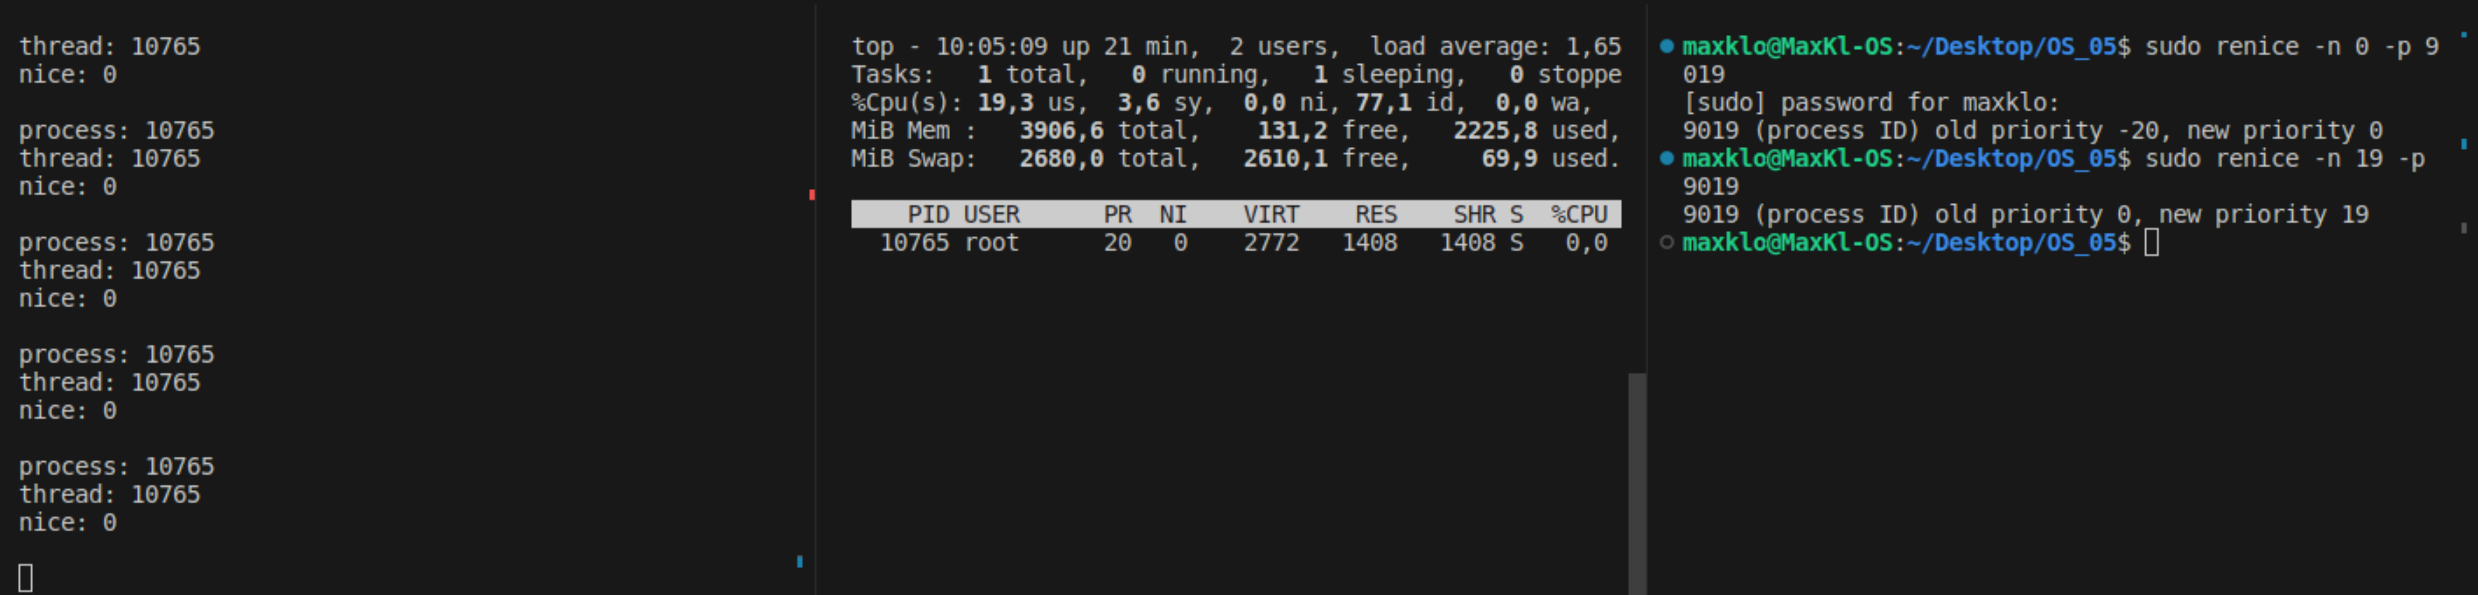 thread: 10765
nice: 0
process: 10765
thread: 10765
nice: 0
process: 10765
thread: 10765
nice: 0
process: 10765
thread: 10765
nice: 0
process: 10765
thread: 10765
nice: 0
top - 10:05:09 up 21 min,  2 users,  load average: 1,65
Tasks:   1 total,   0 running,   1 sleeping,   0 stoppe
%Cpu(s): 19,3 us,  3,6 sy,  0,0 ni, 77,1 id,  0,0 wa,
MiB Mem :   3906,6 total,    131,2 free,   2225,8 used,
MiB Swap:   2680,0 total,   2610,1 free,     69,9 used.
PID USER      PR  NI    VIRT    RES    SHR S  %CPU
10765 root      20   0    2772   1408   1408 S   0,0
maxklo@MaxKl-OS:~/Desktop/OS_05$ sudo renice -n 0 -p 9
019
[sudo] password for maxklo:
9019 (process ID) old priority -20, new priority 0
maxklo@MaxKl-OS:~/Desktop/OS_05$ sudo renice -n 19 -p
9019
9019 (process ID) old priority 0, new priority 19
maxklo@MaxKl-OS:~/Desktop/OS_05$